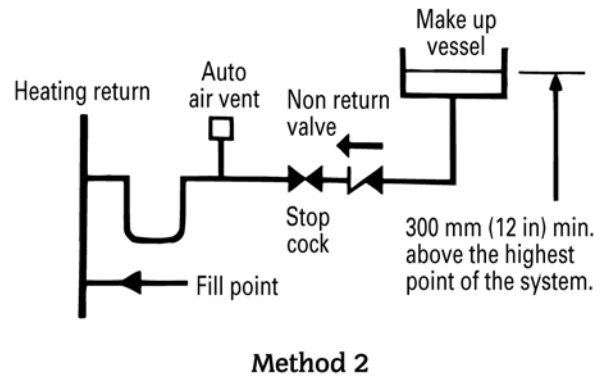 Make up
vessel
Auto
air vent
Heating return
Non return
valve
Stop
cock
300 mm (12 in) min.
above the highest
point of the system.
Fill point
Method 2